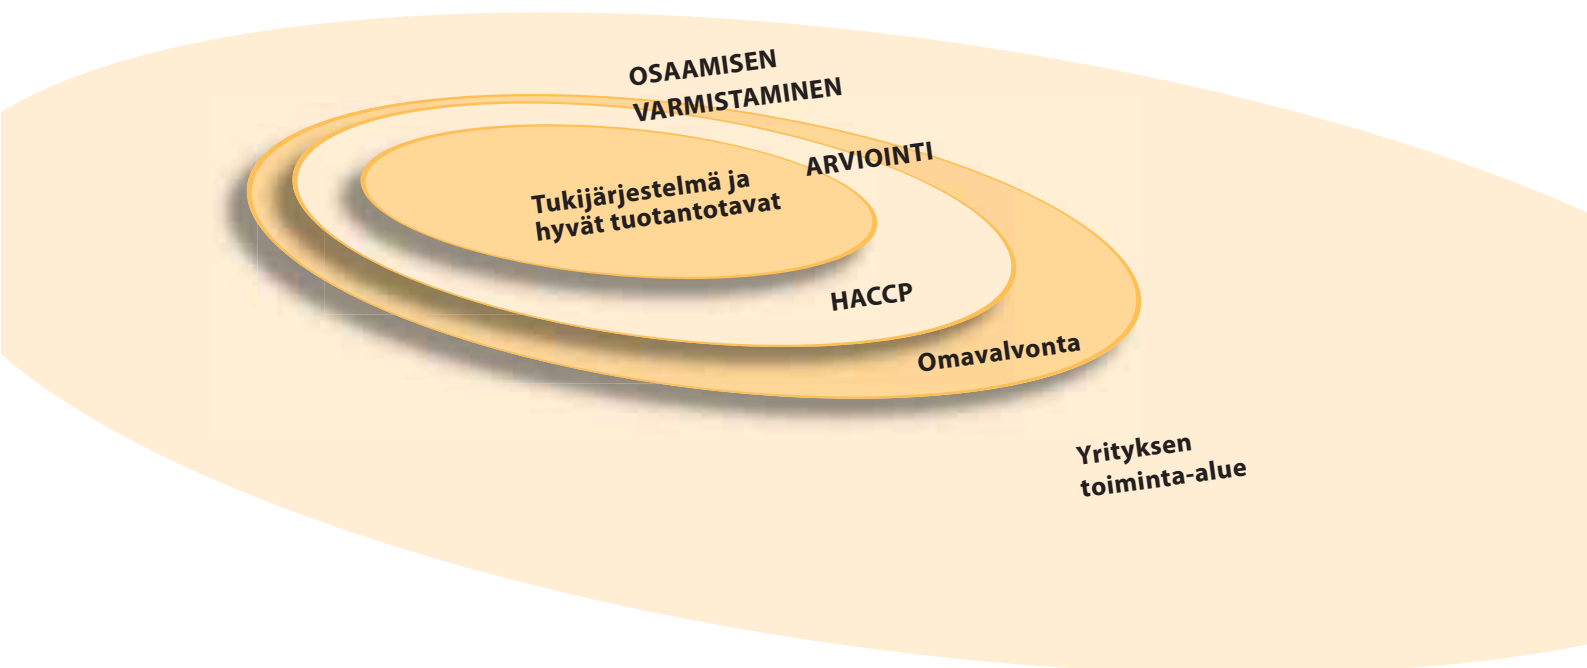 OSAAMISEN
VARMISTAMINEN
ARVIOINTI
Tukijärjestelmä ja
hyvät tuotantotavat
HACCP
Omavalvonta
Yrityksen
toiminta-alue